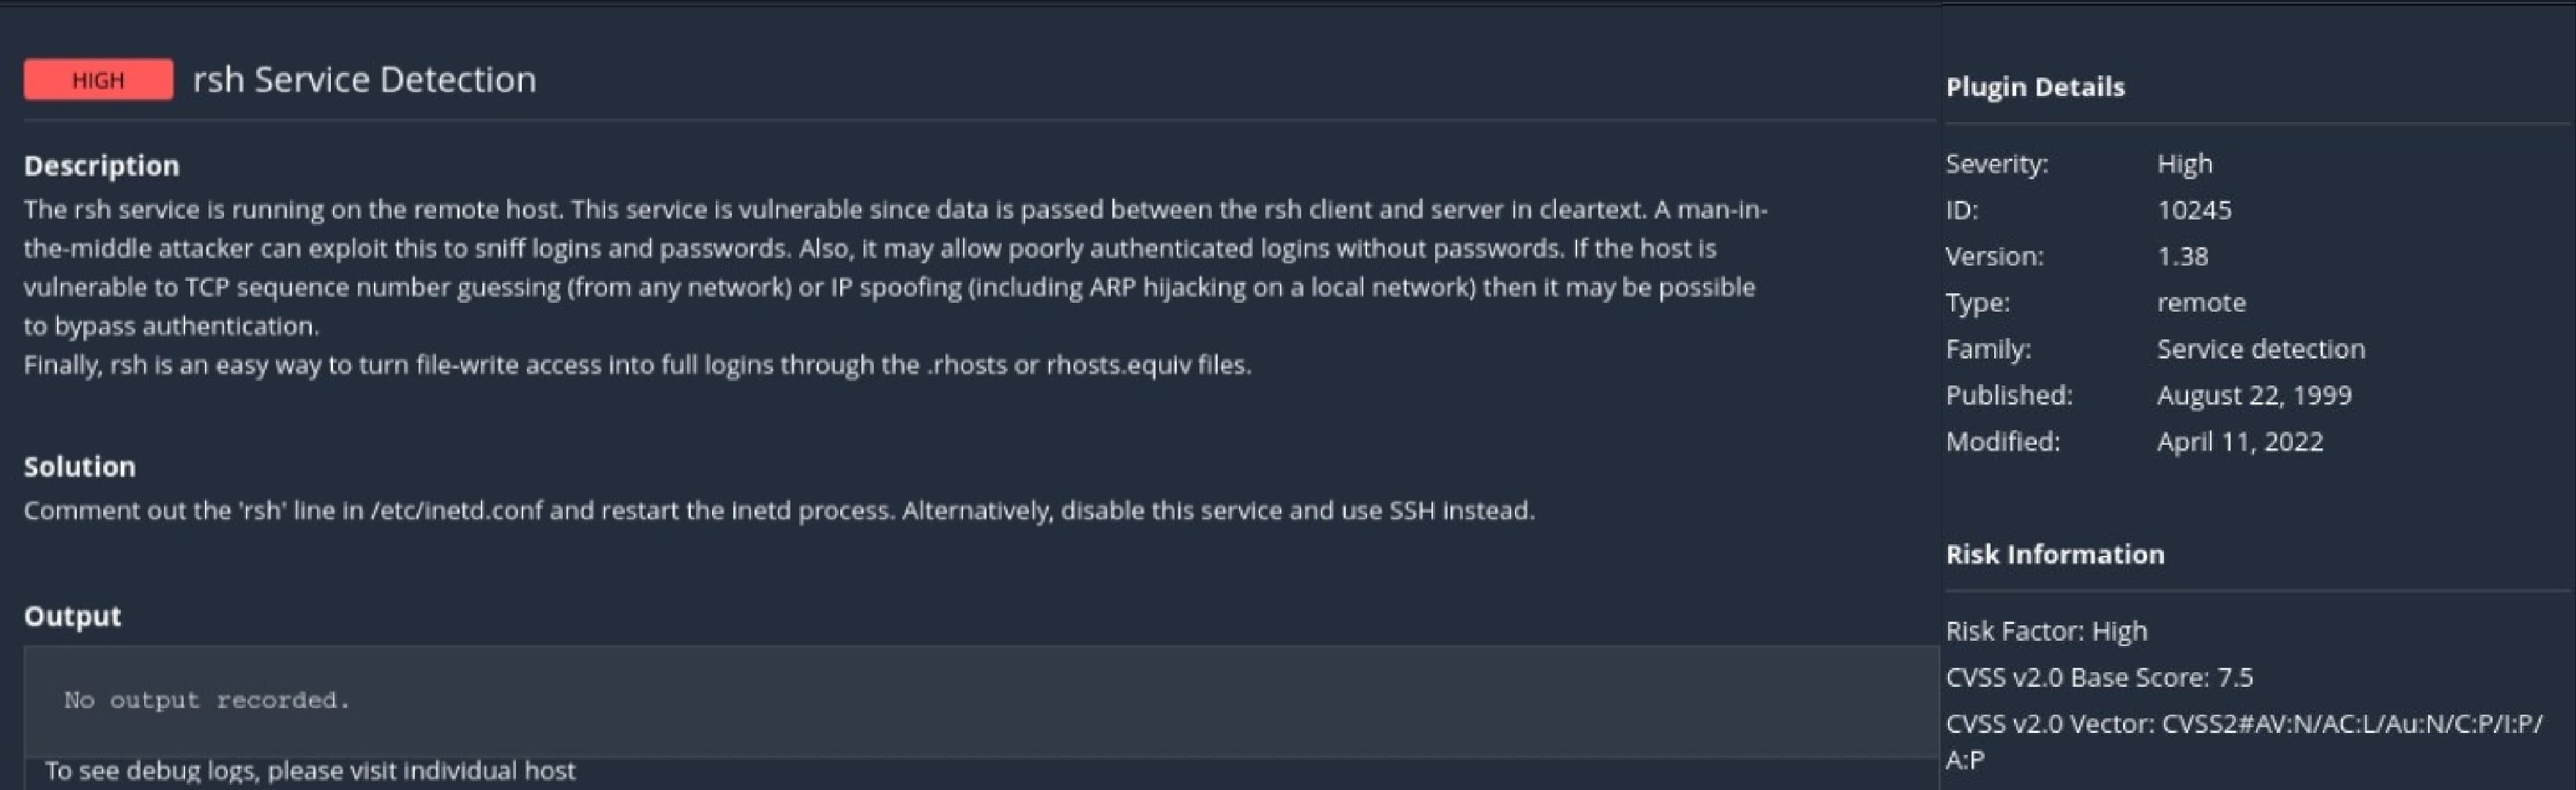 HIGH rsh Service Detection
Description
The rsh service is running on the remote host. This service is vulnerable since data is passed between the rsh client and server in cleartext. A man-in-
the-middle attacker can exploit this to sniff logins and passwords. Also, it may allow poorly authenticated logins without passwords. If the host is
vulnerable to TCP sequence number guessing (from any network) or IP spoofing (including ARP hijacking on a local network) then it may be possible
to bypass authentication.
Finally, rsh is an easy way to turn file-write access into full logins through the .rhosts or rhosts.equiv files.
Solution
Comment out the 'rsh' line in /etc/inetd.conf and restart the inetd process. Alternatively, disable this service and use SSH instead.
Output
No output recorded.
To see debug logs, please visit individual host
Plugin Details
Severity: High
ID: 10245
Version: 1.38
Type: remote
Family: Service detection
Published: August 22, 1999
Modified: April 11, 2022
Risk Information
Risk Factor: High
CVSS v2.0 Base Score: 7.5
CVSS v2.0 Vector: CVSS2#AV:N/AC:L/Au:N/C:P/I:P/
A:P